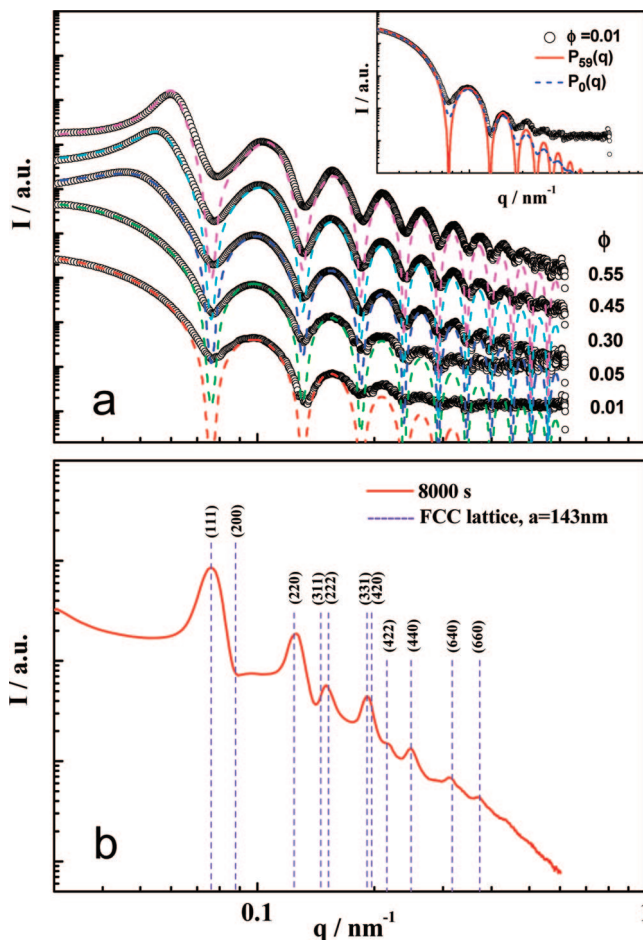 I / a.u.
a
I / a.u.
q / nm⁻¹
ϕ =0.01
P₅₉(q)
P₀(q)
ϕ
0.55
0.45
0.30
0.05
0.01
I / a.u.
b
8000 s
FCC lattice, a=143nm
(111)
(200)
(220)
(311)
(222)
(331)
(420)
(422)
(440)
(640)
(660)
0.1
1
q / nm⁻¹